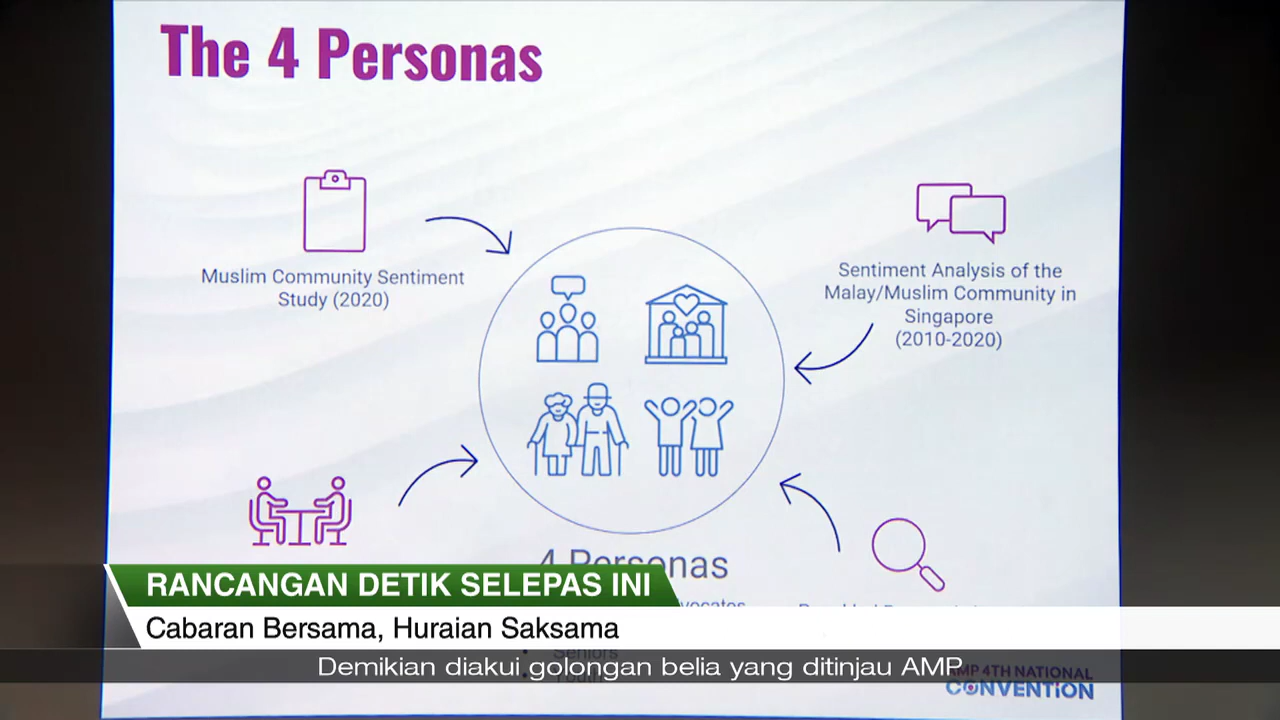 The 4 Personas
Muslim Community Sentiment
Study (2020)
Sentiment Analysis of the
Malay/Muslim Community in
Singapore
(2010-2020)
4 Personas
RANCANGAN DETIK SELEPAS INI
Cabaran Bersama, Huraian Saksama
Seniors
Demikian diakui golongan belia yang ditinjau AMP
AMP 4TH NATIONAL
CONVENTION